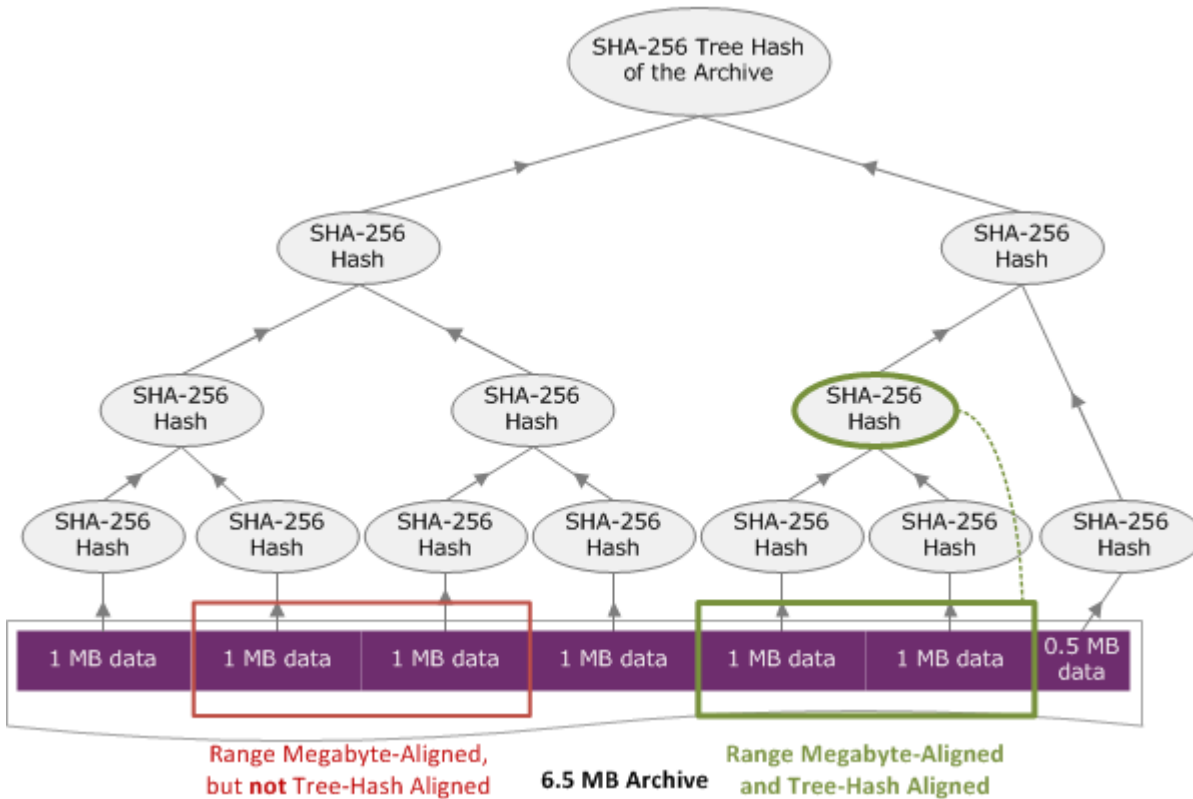 SHA-256 Tree Hash
of the Archive
SHA-256
Hash
SHA-256
Hash
SHA-256
Hash
SHA-256
Hash
SHA-256
Hash
SHA-256
Hash
SHA-256
Hash
SHA-256
Hash
SHA-256
Hash
SHA-256
Hash
SHA-256
Hash
SHA-256
Hash
1 MB data
1 MB data
1 MB data
1 MB data
1 MB data
1 MB data
0.5 MB
data
Range Megabyte-Aligned,
but not Tree-Hash Aligned
6.5 MB Archive
Range Megabyte-Aligned
and Tree-Hash Aligned